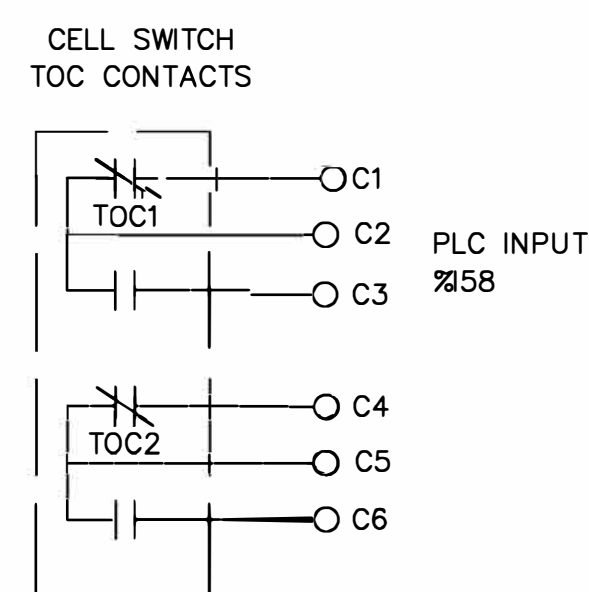 CELL SWITCH
TOC CONTACTS
C1
TOC1
C2
PLC INPUT
%I58
C3
C4
TOC2
C5
C6